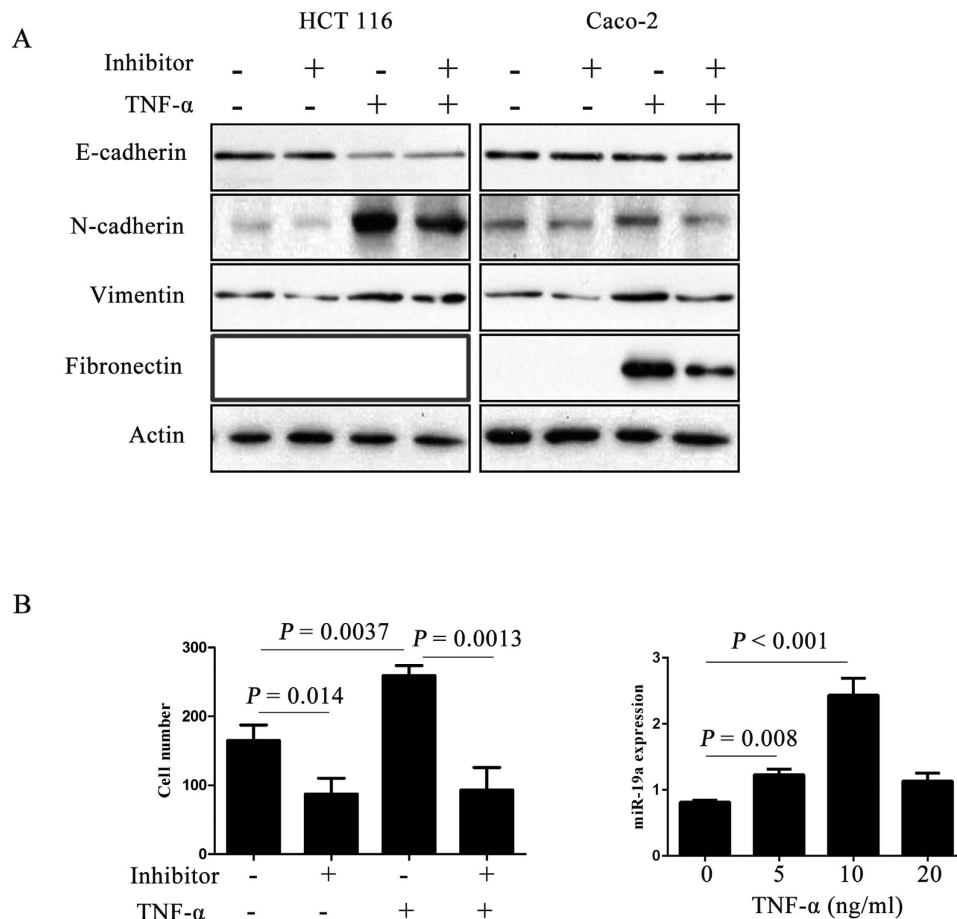 A
HCT 116 Caco-2
Inhibitor - + - + - + - +
TNF-α - - + + - - + +
E-cadherin
N-cadherin
Vimentin
Fibronectin
Actin
B
P = 0.0037 P = 0.0013
P = 0.014
300
200
100
0
Cell number
Inhibitor - + - +
TNF-α - - + +
P < 0.001
P = 0.008
3
2
1
0
miR-19a expression
0 5 10 20
TNF-α (ng/ml)